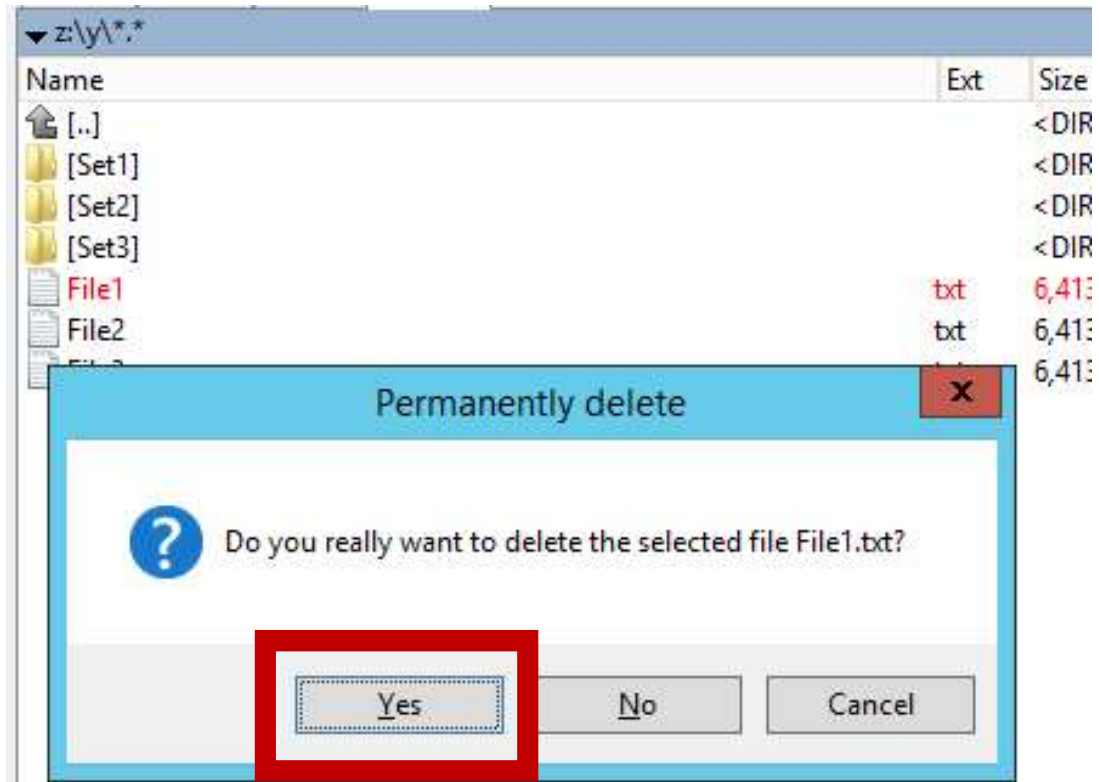 z:\y\*.*
Name Ext Size
[..] <DIR
[Set1] <DIR
[Set2] <DIR
[Set3] <DIR
File1 txt 6,413
File2 txt 6,413
6,413
Permanently delete
x
? Do you really want to delete the selected file File1.txt?
Yes No Cancel